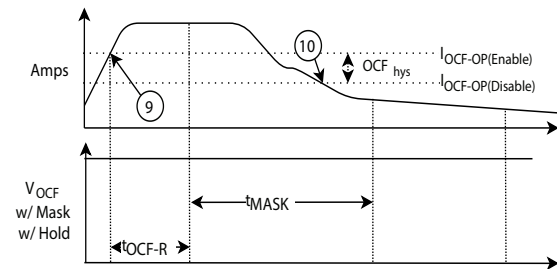 10
OCF hys
IOCF-OP(Enable)
IOCF-OP(Disable)
Amps
9
VOCF
w/ Mask
w/ Hold
tMASK
tOCF-R